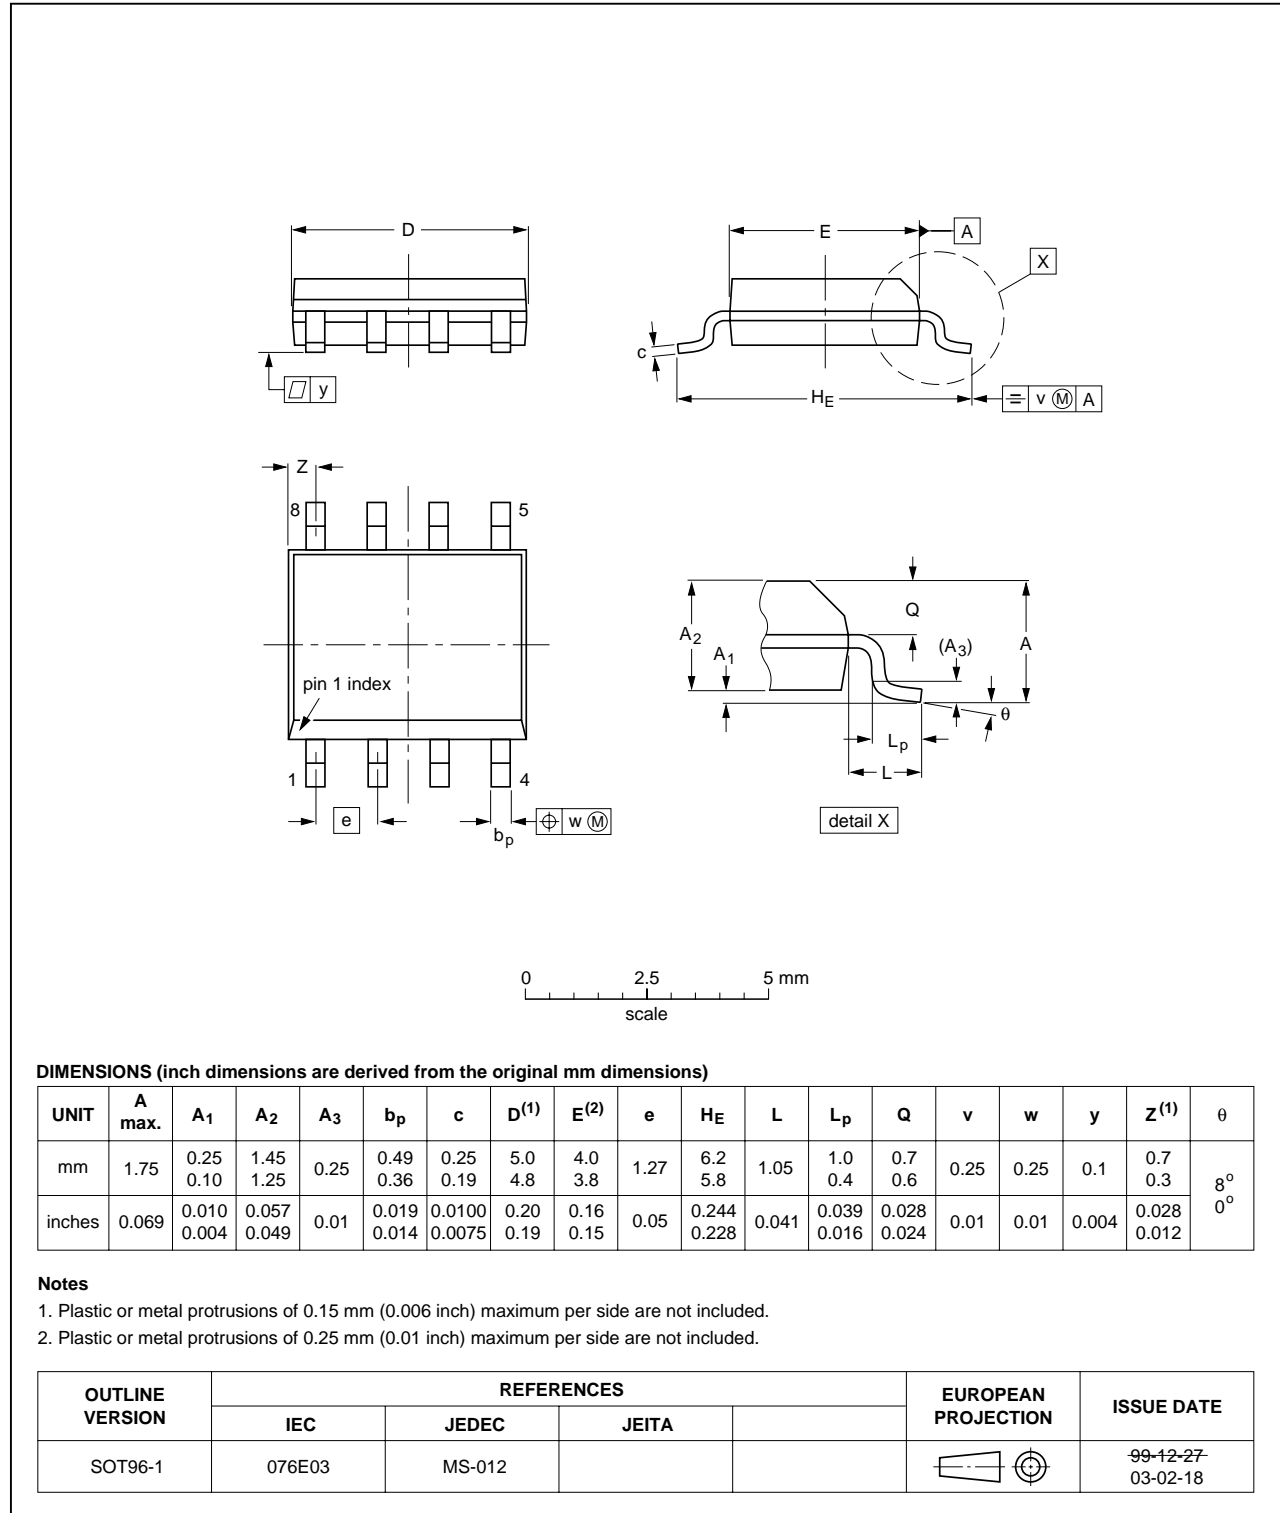 D
E
A
X
c
y
HE
v M A
Z
8
5
pin 1 index
1
4
e
bp
w M
A2
A1
Q
(A3)
A
θ
Lp
L
detail X
0 2.5 5 mm
scale
DIMENSIONS (inch dimensions are derived from the original mm dimensions)
UNIT A max. A1 A2 A3 bp c D(1) E(2) e HE L Lp Q v w y Z(1) θ
mm 1.75 0.25 0.10 1.45 1.25 0.25 0.49 0.36 0.25 0.19 5.0 4.8 4.0 3.8 1.27 6.2 5.8 1.05 1.0 0.4 0.7 0.6 0.25 0.25 0.1 0.7 0.3 8o 0o
inches 0.069 0.010 0.004 0.057 0.049 0.01 0.019 0.014 0.0100 0.0075 0.20 0.19 0.16 0.15 0.05 0.244 0.228 0.041 0.039 0.016 0.028 0.024 0.01 0.01 0.004 0.028 0.012
Notes
1. Plastic or metal protrusions of 0.15 mm (0.006 inch) maximum per side are not included.
2. Plastic or metal protrusions of 0.25 mm (0.01 inch) maximum per side are not included.
OUTLINE VERSION REFERENCES EUROPEAN PROJECTION ISSUE DATE
IEC JEDEC JEITA
SOT96-1 076E03 MS-012 99-12-27
03-02-18